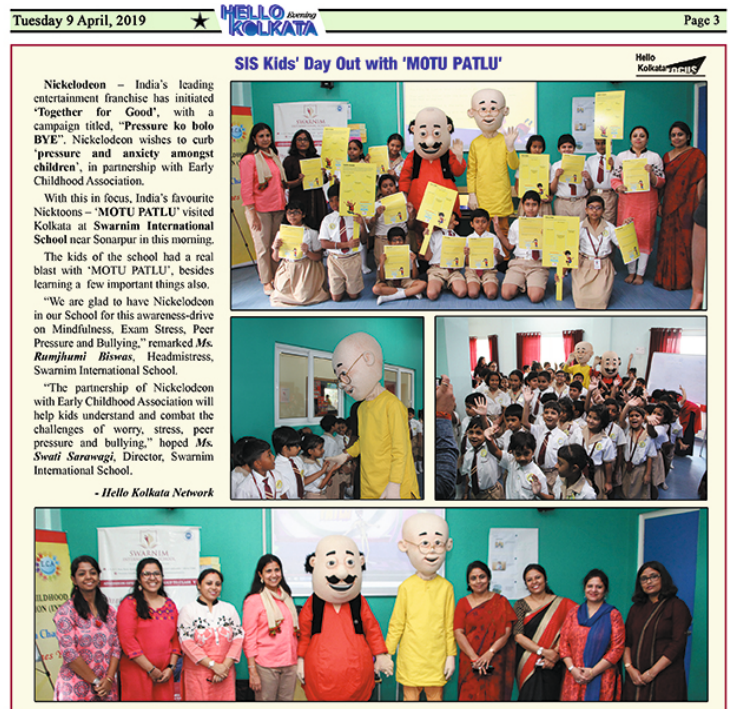 Tuesday 9 April, 2019
HELLO Evening
KOLKATA
Page 3
SIS Kids' Day Out with 'MOTU PATLU'
Hello
Kolkata FOCUS
Nickelodeon – India's leading
entertainment franchise has initiated
'Together for Good', with a
campaign titled, "Pressure ko bolo
BYE". Nickelodeon wishes to curb
'pressure and anxiety amongst
children', in partnership with Early
Childhood Association.
With this in focus, India's favourite
Nicktoons – 'MOTU PATLU' visited
Kolkata at Swarnim International
School near Sonarpur in this morning.
The kids of the school had a real
blast with 'MOTU PATLU', besides
learning a few important things also.
"We are glad to have Nickelodeon
in our School for this awareness-drive
on Mindfulness, Exam Stress, Peer
Pressure and Bullying," remarked Ms.
Rumjhumi Biswas, Headmistress,
Swarnim International School.
"The partnership of Nickelodeon
with Early Childhood Association will
help kids understand and combat the
challenges of worry, stress, peer
pressure and bullying," hoped Ms.
Swati Sarawagi, Director, Swarnim
International School.
- Hello Kolkata Network
SWARNIM
SWARNIM